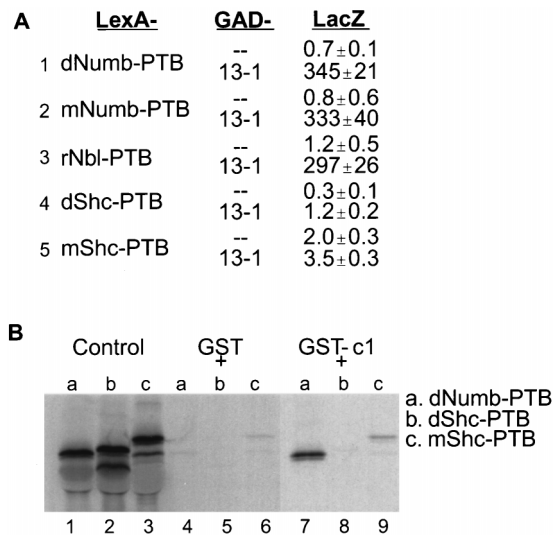 A LexA- GAD- LacZ
1 dNumb-PTB -- 0.7±0.1
13-1 345±21
2 mNumb-PTB -- 0.8±0.6
13-1 333±40
3 rNbl-PTB -- 1.2±0.5
13-1 297±26
4 dShc-PTB -- 0.3±0.1
13-1 1.2±0.2
5 mShc-PTB -- 2.0±0.3
13-1 3.5±0.3
B
Control GST GST-c1
+ +
a b c a b c a b c
a. dNumb-PTB
b. dShc-PTB
c. mShc-PTB
1 2 3 4 5 6 7 8 9